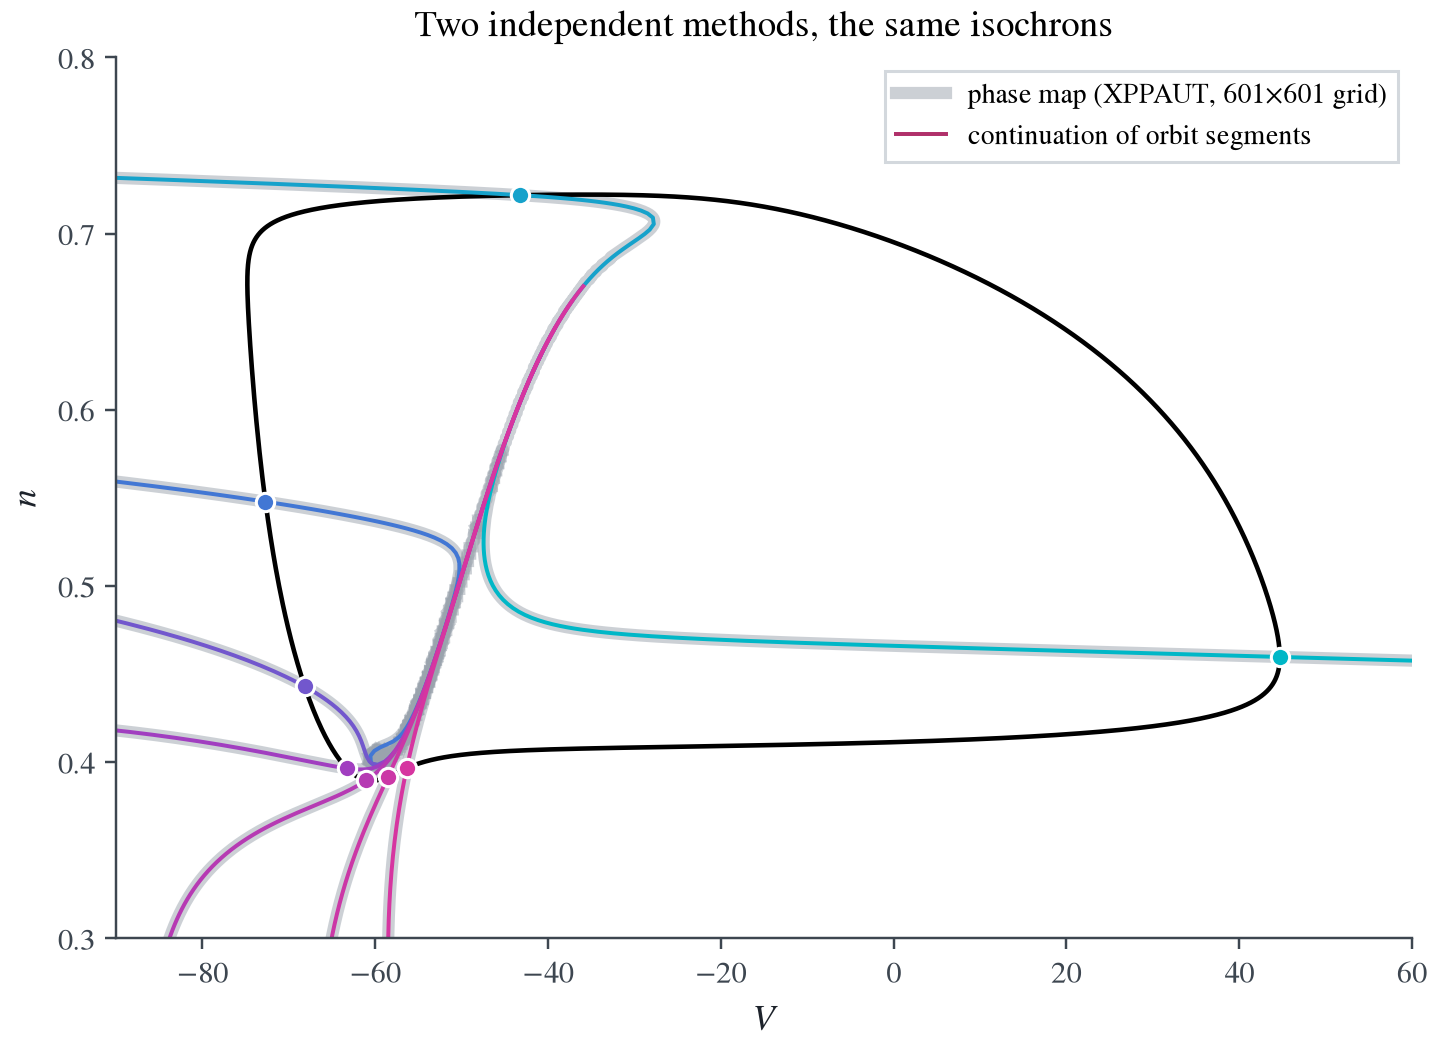 Two independent methods, the same isochrons
phase map (XPPAUT, 601×601 grid)
continuation of orbit segments
0.8
0.7
0.6
0.5
0.4
0.3
n
−80
−60
−40
−20
0
20
40
60
V